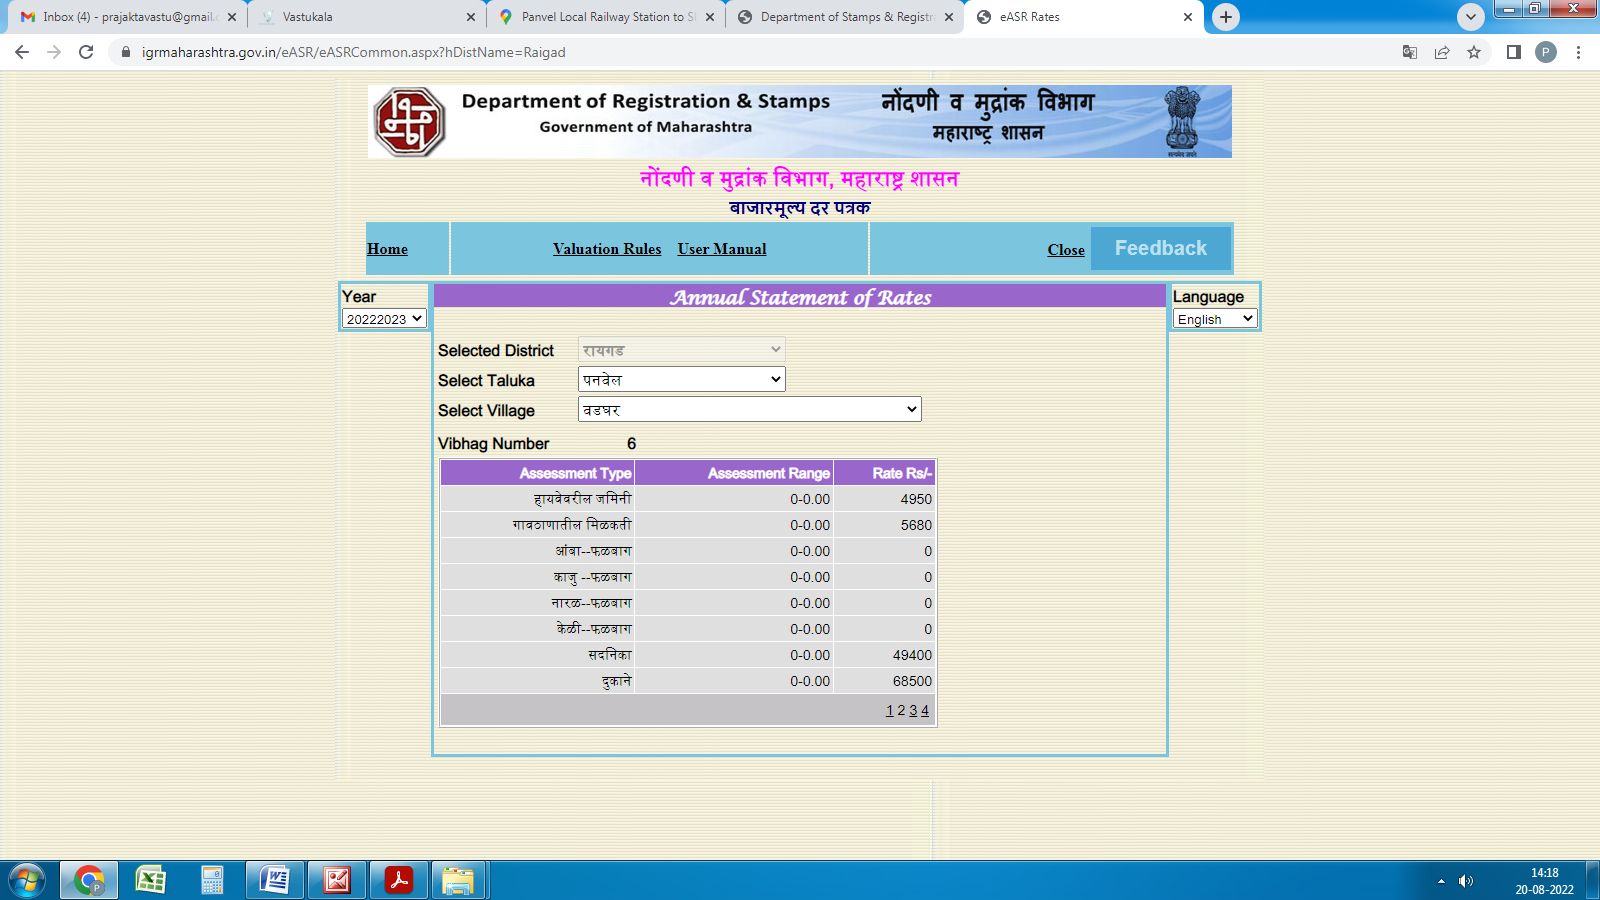 Inbox (4) - prajaktavastu@gmail.c
Vastukala
Panvel Local Railway Station to S
Department of Stamps & Registra
eASR Rates
igrmaharashtra.gov.in/eASR/eASRCommon.aspx?hDistName=Raigad
P
Department of Registration & Stamps
Government of Maharashtra
नोंदणी व मुद्रांक विभाग
महाराष्ट्र शासन
सत्यमेव जयते
नोंदणी व मुद्रांक विभाग, महाराष्ट्र शासन
बाजारमूल्य दर पत्रक
Home Valuation Rules User Manual Close Feedback
Year
20222023
Annual Statement of Rates
Language
English
Selected District रायगड
Select Taluka पनवेल
Select Village वडघर
Vibhag Number 6
Assessment Type Assessment Range Rate Rs/-
हायवेवरील जमिनी 0-0.00 4950
गावठाणातील मिळकती 0-0.00 5680
आंबा--फळबाग 0-0.00 0
काजु --फळबाग 0-0.00 0
नारळ--फळबाग 0-0.00 0
केळी--फळबाग 0-0.00 0
सदनिका 0-0.00 49400
दुकाने 0-0.00 68500
1 2 3 4
P
14:18
20-08-2022